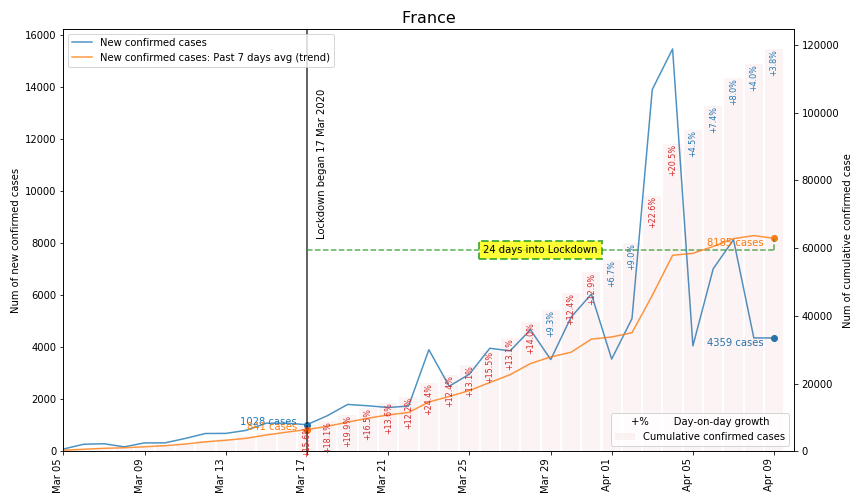 France
New confirmed cases
New confirmed cases: Past 7 days avg (trend)
16000
14000
12000
10000
8000
6000
4000
2000
0
Num of new confirmed cases
120000
100000
80000
60000
40000
20000
0
Num of cumulative confirmed case
Lockdown began 17 Mar 2020
24 days into Lockdown
8185 cases
4359 cases
1028 cases
+18.1%
+19.9%
+16.5%
+13.6%
+12.2%
+24.4%
+12.4%
+13.1%
+15.5%
+13.1%
+14.0%
+9.3%
+12.4%
+12.9%
+6.7%
+9.0%
+22.6%
+20.5%
+4.5%
+7.4%
+8.0%
+4.0%
+3.8%
+% Day-on-day growth
Cumulative confirmed cases
Mar 05
Mar 09
Mar 13
Mar 17
Mar 21
Mar 25
Mar 29
Apr 01
Apr 05
Apr 09